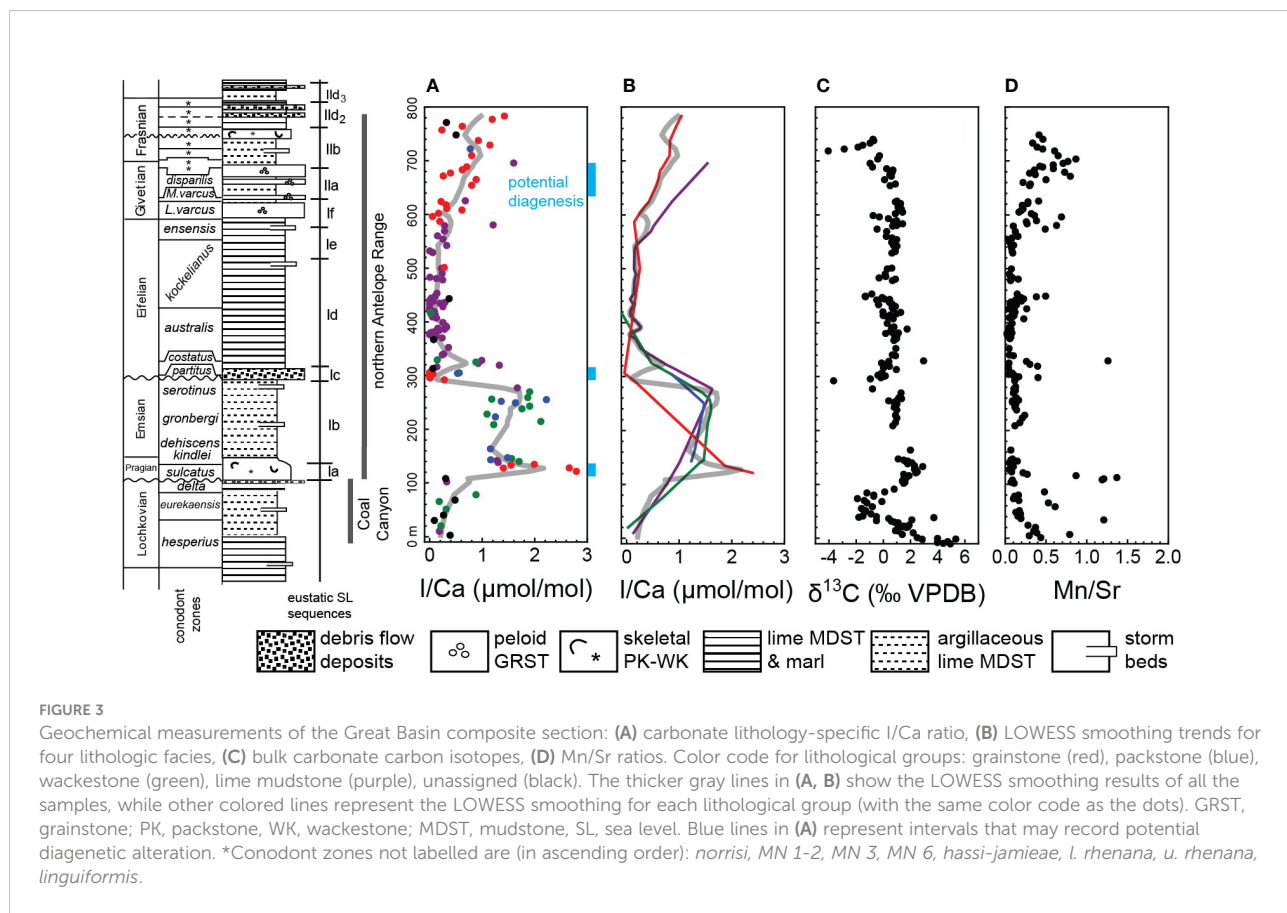 A
B
C
D
Frasnian
Givetian
Eifelian
Emsian
Pragian
Lochkovian
*
*
*
*
*
*
*
disparilis
M.varcus
L.varcus
ensensis
kockelianus
australis
costatus
partitus
serotinus
gronbergi
dehiscens
kindlei
sulcatus
delta
eurekaensis
hesperius
IId3
IId2
IIb
IIa
If
Ie
Id
Ic
Ib
Ia
northern Antelope Range
Coal Canyon
800
700
600
500
400
300
200
100
0 m
potential
diagenesis
0 1 2 3
I/Ca (µmol/mol)
800
700
600
500
400
300
200
100
0
0 1 2 3
I/Ca (µmol/mol)
-4 -2 0 2 4 6
δ13C (‰ VPDB)
0.0 0.5 1.0 1.5 2.0
Mn/Sr
conodont zones
eustatic SL
sequences
debris flow
deposits
peloid
GRST
skeletal
PK-WK
lime MDST
& marl
argillaceous
lime MDST
storm
beds
FIGURE 3
Geochemical measurements of the Great Basin composite section: (A) carbonate lithology-specific I/Ca ratio, (B) LOWESS smoothing trends for
four lithologic facies, (C) bulk carbonate carbon isotopes, (D) Mn/Sr ratios. Color code for lithological groups: grainstone (red), packstone (blue),
wackestone (green), lime mudstone (purple), unassigned (black). The thicker gray lines in (A, B) show the LOWESS smoothing results of all the
samples, while other colored lines represent the LOWESS smoothing for each lithological group (with the same color code as the dots). GRST,
grainstone; PK, packstone, WK, wackestone; MDST, mudstone, SL, sea level. Blue lines in (A) represent intervals that may record potential
diagenetic alteration. *Conodont zones not labelled are (in ascending order): norrisi, MN 1-2, MN 3, MN 6, hassi-jamieae, l. rhenana, u. rhenana,
linguiformis.